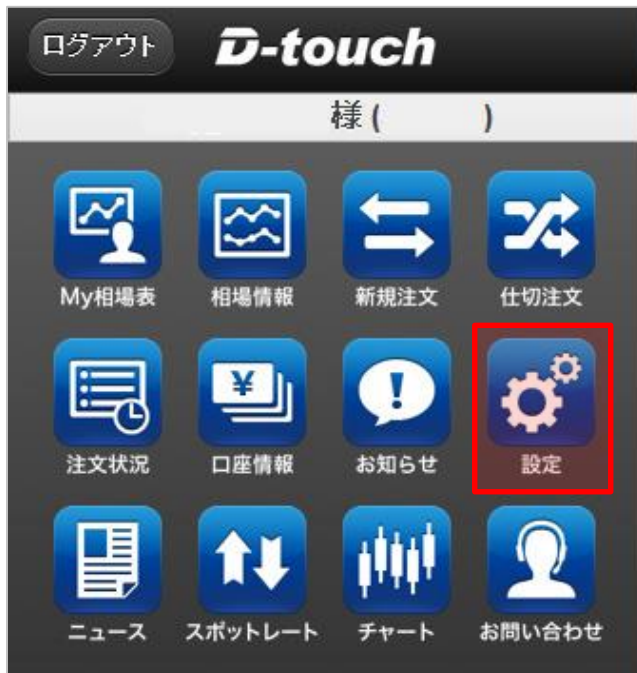 ログアウト D-touch
様( )
My相場表 相場情報 新規注文 仕切注文
注文状況 口座情報 お知らせ 設定
ニュース スポットレート チャート お問い合わせ